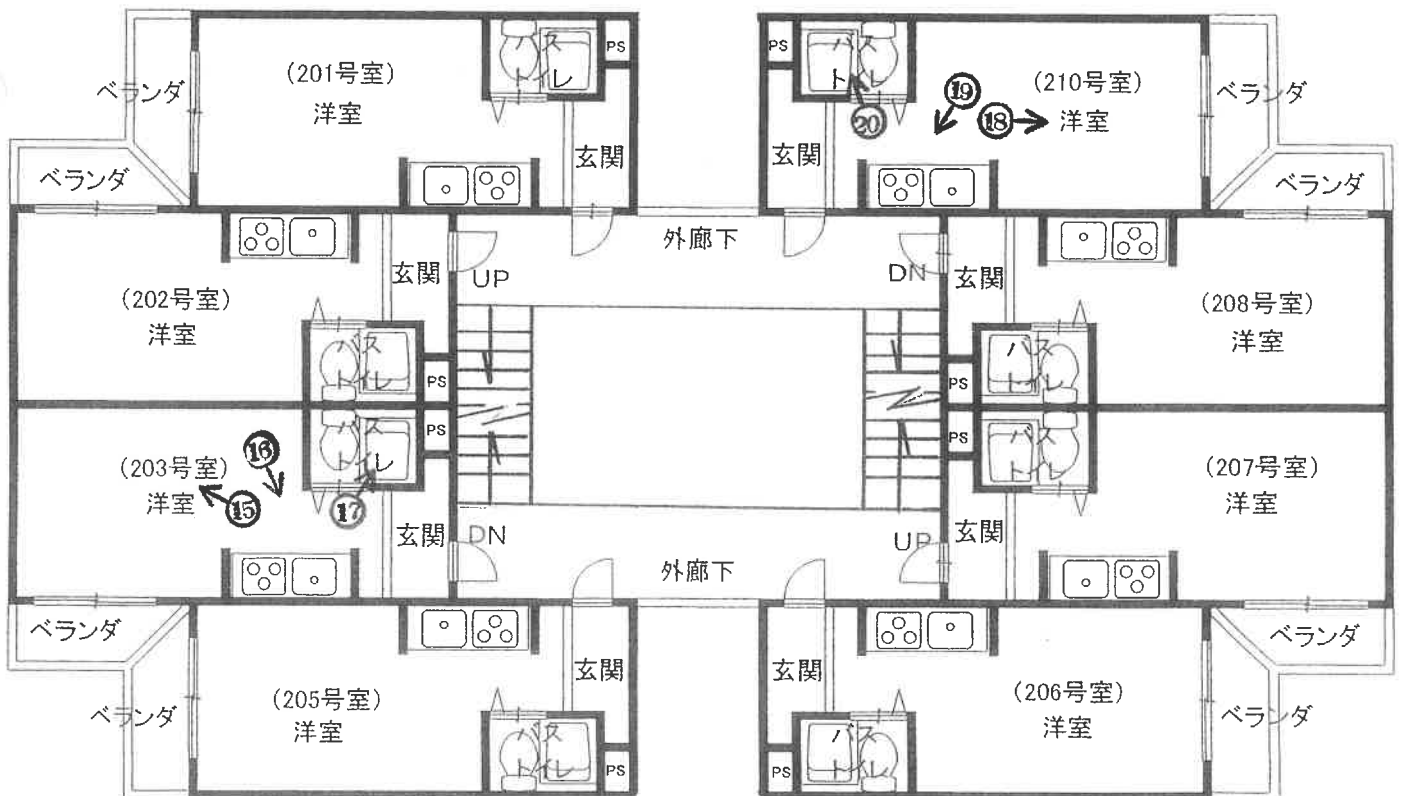 ベランダ
(201号室)
洋室
バス
トイレ
PS
玄関
PS
バス
トイレ
⑳
⑲
⑱
(210号室)
洋室
玄関
ベランダ
ベランダ
ベランダ
外廊下
(202号室)
洋室
玄関
UP
バス
トイレ
PS
DN
玄関
(208号室)
洋室
バス
トイレ
PS
(203号室)
洋室
⑮
⑯
⑰
バス
トイレ
PS
玄関
DN
PS
バス
トイレ
(207号室)
洋室
UP
玄関
外廊下
ベランダ
ベランダ
(205号室)
洋室
玄関
バス
トイレ
PS
玄関
(206号室)
洋室
バス
トイレ
PS
ベランダ
ベランダ